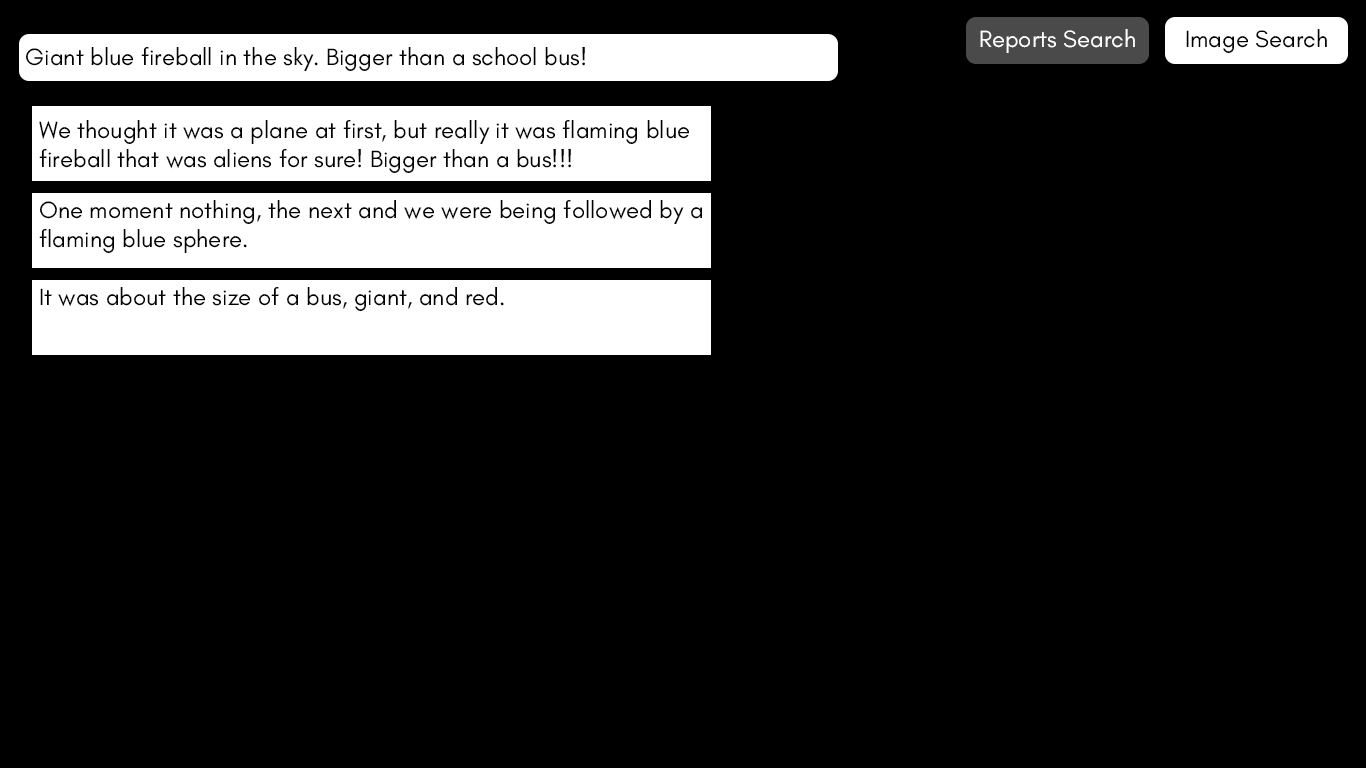 Giant blue fireball in the sky. Bigger than a school bus!
Reports Search
Image Search
We thought it was a plane at first, but really it was flaming blue
fireball that was aliens for sure! Bigger than a bus!!!
One moment nothing, the next and we were being followed by a
flaming blue sphere.
It was about the size of a bus, giant, and red.